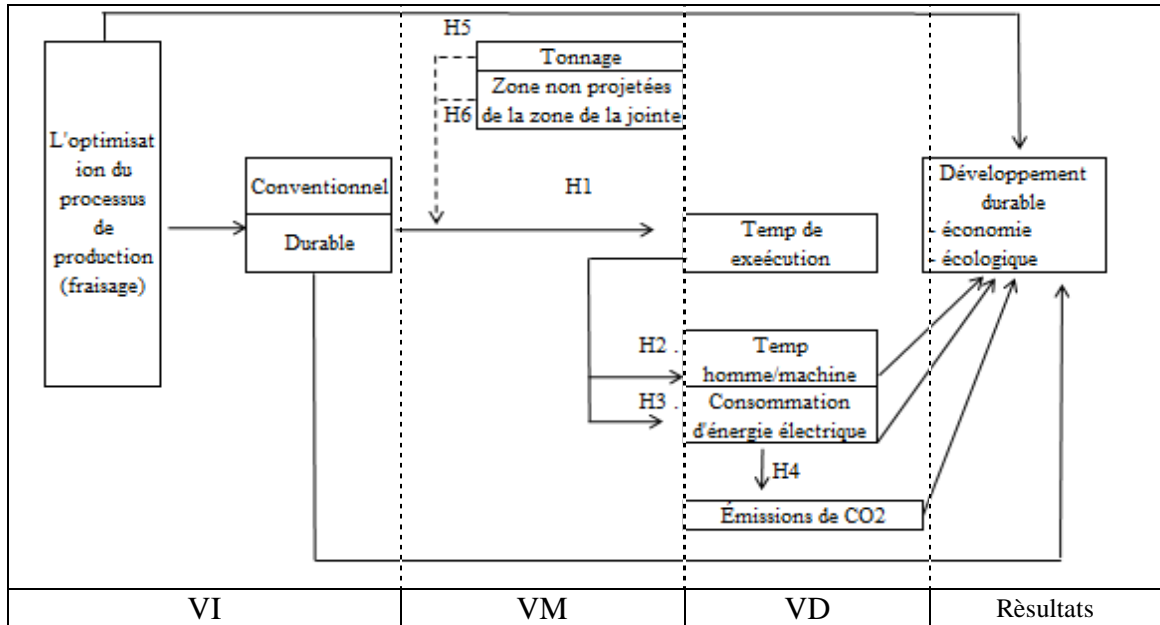 L'optimisat
ion du
processus
de
production
(fraisage)
Conventionnel
Durable
H5
H6
Tonnage
Zone non projetées
de la zone de la jointe
H1
Temp de
exeécution
H2 .
Temp
homme/machine
H3 .
Consommation
d'énergie électrique
H4
Émissions de CO2
Développement
durable
- économie
- écologique
VI
VM
VD
Rèsultats